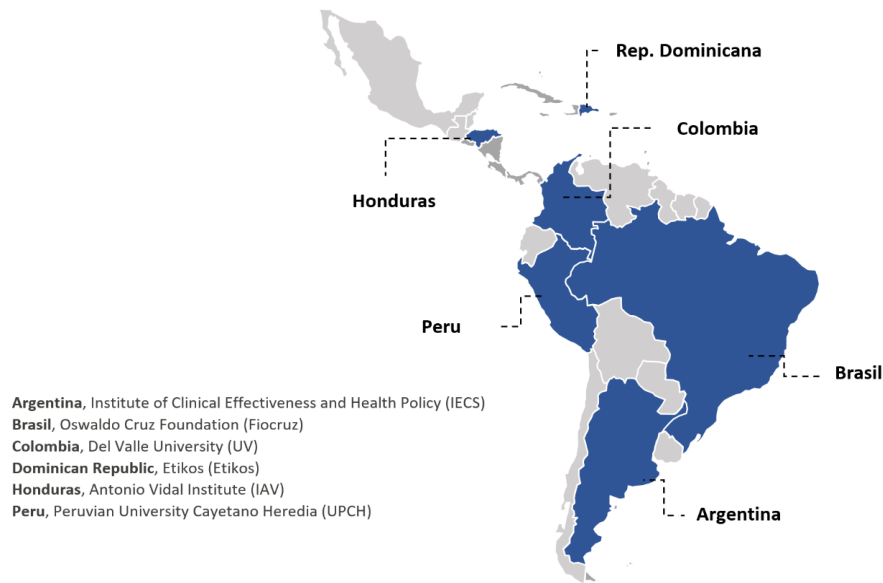 Rep. Dominicana
Colombia
Honduras
Peru
Brasil
Argentina, Institute of Clinical Effectiveness and Health Policy (IECS)
Brasil, Oswaldo Cruz Foundation (Fiocruz)
Colombia, Del Valle University (UV)
Dominican Republic, Etikos (Etikos)
Honduras, Antonio Vidal Institute (IAV)
Peru, Peruvian University Cayetano Heredia (UPCH)
Argentina